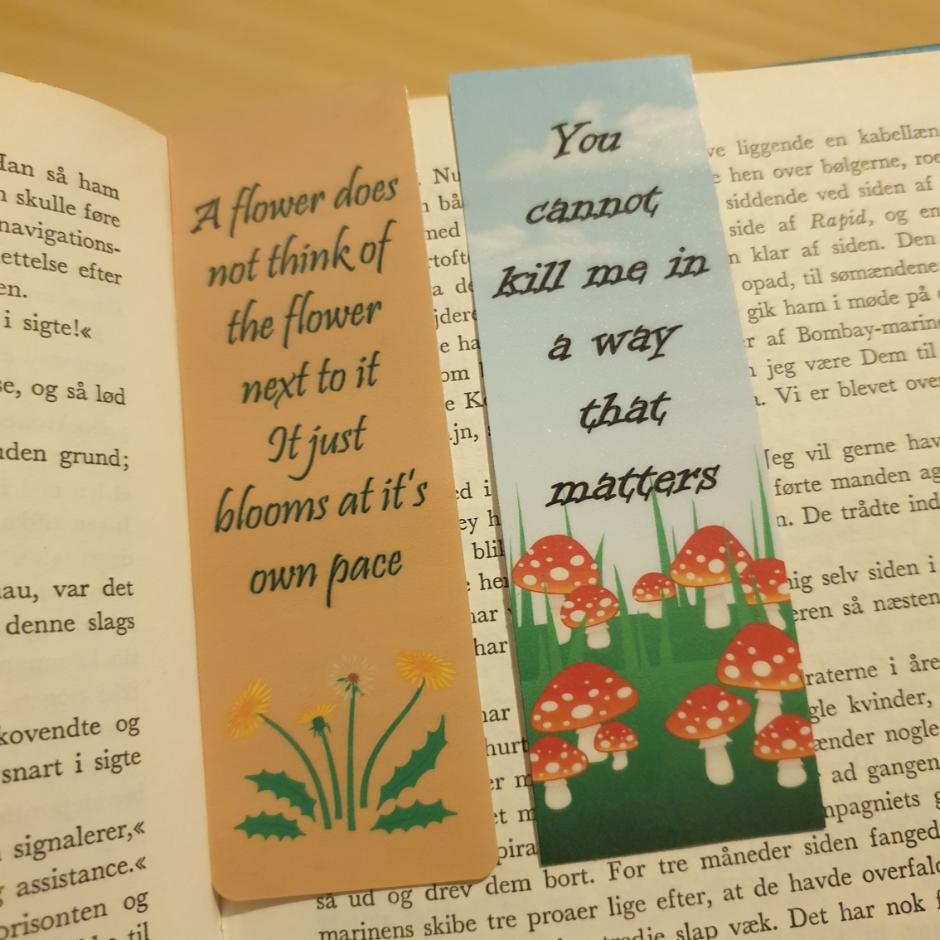 Han så ham
skulle føre
navigations-
ettelse efter
en.
i sigte!«
se, og så lød
uden grund;
au, var det
denne slags
kovendte og
snart i sigte
signalerer,«
assistance.«
orisonten og
til
A flower does
not think of
the flower
next to it
It just
blooms at it's
own pace
You
cannot
kill me in
a way
that
matters
ve liggende en kabellæn
hen over bølgerne, roe
siddende ved siden af
side af Rapid, og en
n klar af siden. Den
opad, til sømændene
gik ham i møde på
r af Bombay-marin
jeg være Dem til
. Vi er blevet over
Jeg vil gerne hav
førte manden ag
n. De trådte ind
mig selv siden i
eren så næsten
raterne i åre
gle kvinder,
ænder nogle
ad gangen
mpagniets
så ud og drev dem bort. For tre måneder siden fanged
marinens skibe tre proaer lige efter, at de havde overfal
slap væk. Det har nok